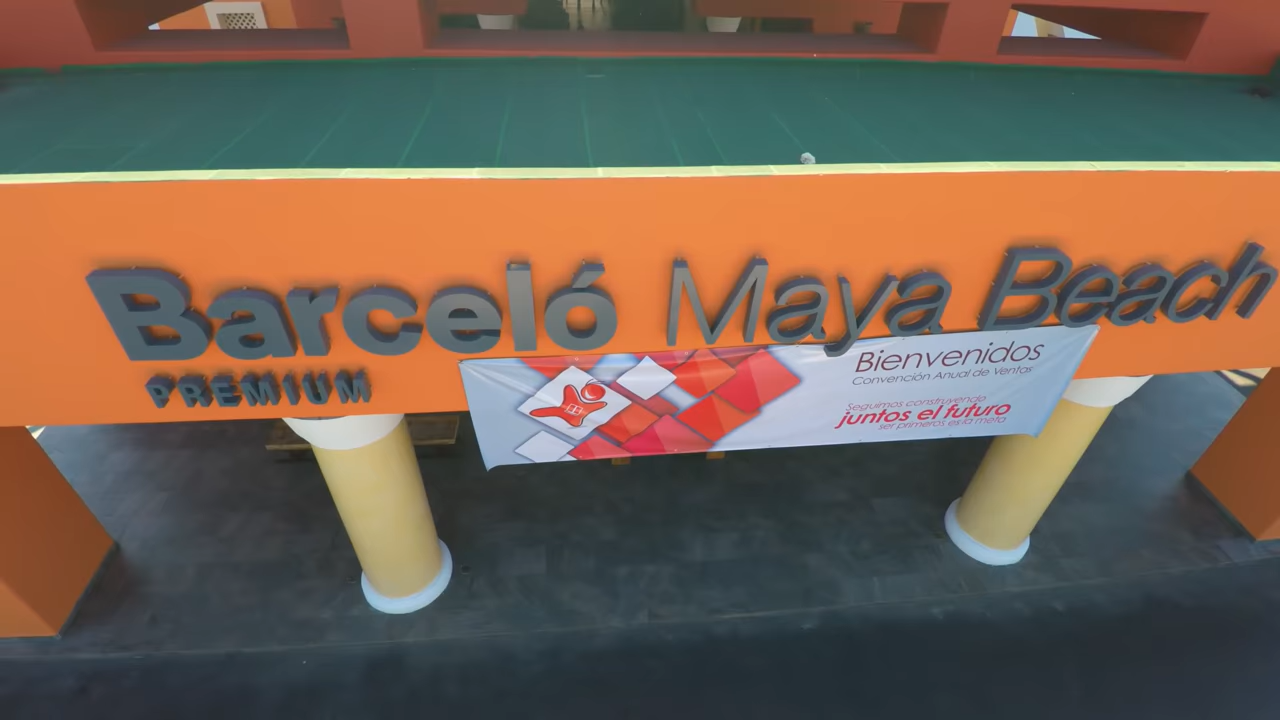 Barceló Maya Beach
PREMIUM
Bienvenidos
Convención Anual de Ventas
Seguimos construyendo
juntos el futuro
ser primeros es la meta